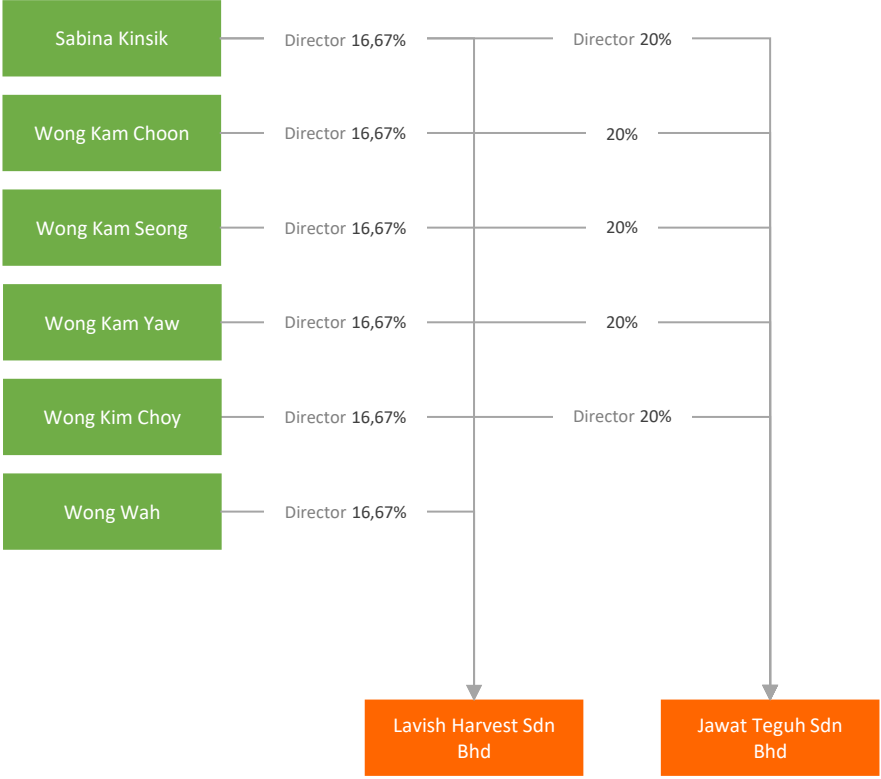 Sabina Kinsik
Director 16,67%
Director 20%
Wong Kam Choon
Director 16,67%
20%
Wong Kam Seong
Director 16,67%
20%
Wong Kam Yaw
Director 16,67%
20%
Wong Kim Choy
Director 16,67%
Director 20%
Wong Wah
Director 16,67%
Lavish Harvest Sdn
Bhd
Jawat Teguh Sdn
Bhd